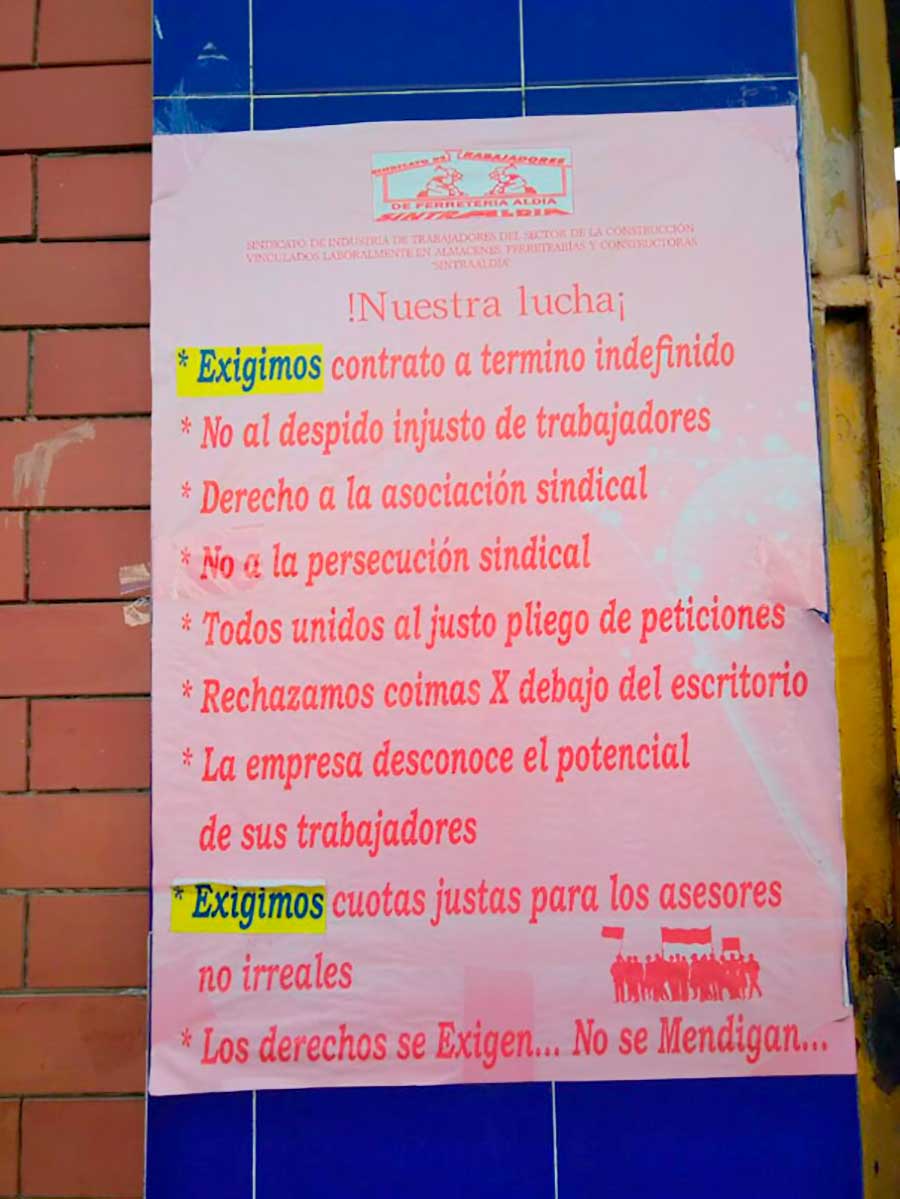 SINDICATO DE TRABAJADORES
DE FERRETERIA ALDIA
SINTRAALDIA
SINDICATO DE INDUSTRIA DE TRABAJADORES DEL SECTOR DE LA CONSTRUCCIÓN
VINCULADOS LABORALMENTE EN ALMACENES, FERRETRARÍAS Y CONSTRUCTORAS
"SINTRAALDIA"
!Nuestra lucha¡
* Exigimos contrato a termino indefinido
* No al despido injusto de trabajadores
* Derecho a la asociación sindical
* No a la persecución sindical
* Todos unidos al justo pliego de peticiones
* Rechazamos coimas X debajo del escritorio
* La empresa desconoce el potencial
de sus trabajadores
* Exigimos cuotas justas para los asesores
no irreales
* Los derechos se Exigen... No se Mendigan...